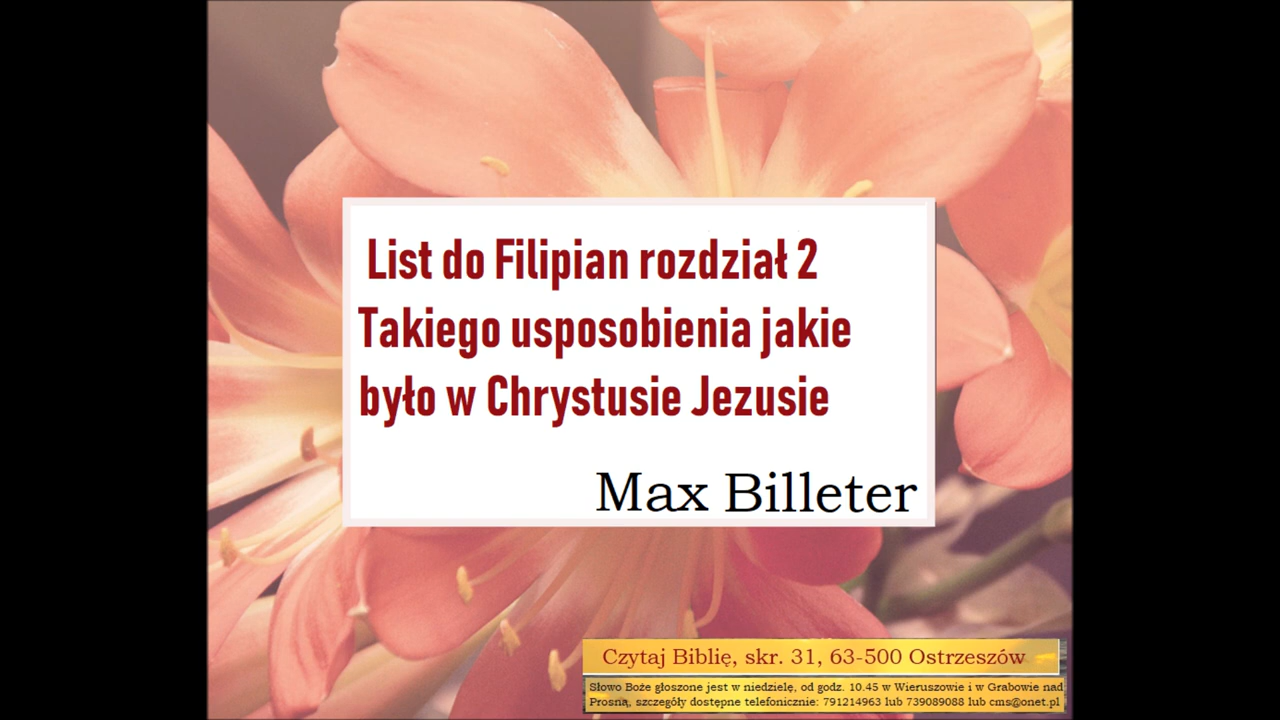 List do Filipian rozdział 2
Takiego usposobienia jakie
było w Chrystusie Jezusie
Max Billeter
Czytaj Biblię, skr. 31, 63-500 Ostrzeszów
Słowo Boże głoszone jest w niedzielę, od godz. 10.45 w Wieruszowie i w Grabowie nad
Prosną, szczegóły dostępne telefonicznie: 791214963 lub 739089088 lub cms@onet.pl